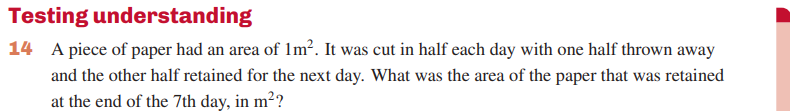 Testing understanding
14 A piece of paper had an area of 1m². It was cut in half each day with one half thrown away
and the other half retained for the next day. What was the area of the paper that was retained
at the end of the 7th day, in m²?